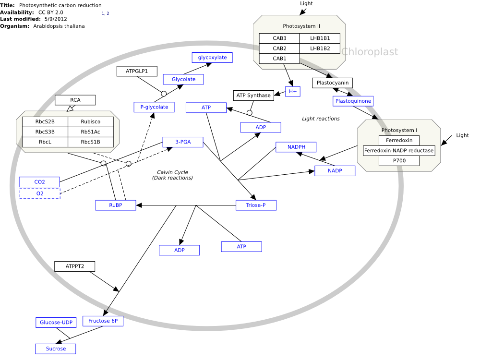 Title: Photosynthetic carbon reduction
Availability: CC BY 2.0
Last modified: 5/9/2012
Organism: Arabidopsis thaliana
Light
Photosystem II
CAB3 LHB1B1
CAB2 LHB1B2
CAB1
Chloroplast
glycoxylate
ATPGLP1
Glycolate
Plastocyanin
H+
ATP Synthase
Plastoquinone
RCA
P-glycolate
ATP
Light reactions
RbcS2B Rubisco
RbcS3B RbS1Ac
RbcL RbcS1B
ADP
Photosystem I
Light
Ferredoxin
Ferredoxin NADP reductase
P700
3-PGA
NADPH
NADP
Calvin Cycle
(Dark reactions)
CO2
O2
RuBP
Triose-P
ADP
ATP
ATPPT2
Glucose-UDP
Fructose 6P
Sucrose